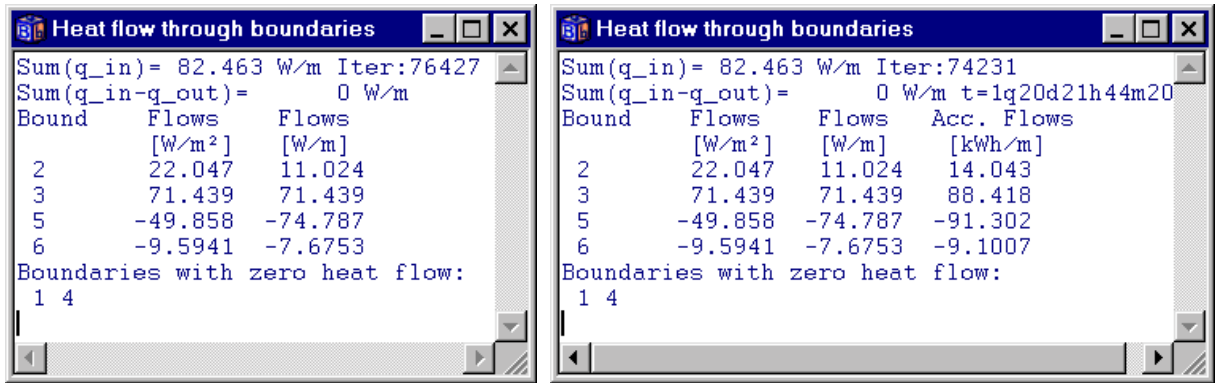 Heat flow through boundaries
Sum(q_in)= 82.463 W/m Iter:76427
Sum(q_in-q_out)= 0 W/m
Bound Flows Flows
[W/m²] [W/m]
2 22.047 11.024
3 71.439 71.439
5 -49.858 -74.787
6 -9.5941 -7.6753
Boundaries with zero heat flow:
1 4
Heat flow through boundaries
Sum(q_in)= 82.463 W/m Iter:74231
Sum(q_in-q_out)= 0 W/m t=1q20d21h44m20
Bound Flows Flows Acc. Flows
[W/m²] [W/m] [kWh/m]
2 22.047 11.024 14.043
3 71.439 71.439 88.418
5 -49.858 -74.787 -91.302
6 -9.5941 -7.6753 -9.1007
Boundaries with zero heat flow:
1 4